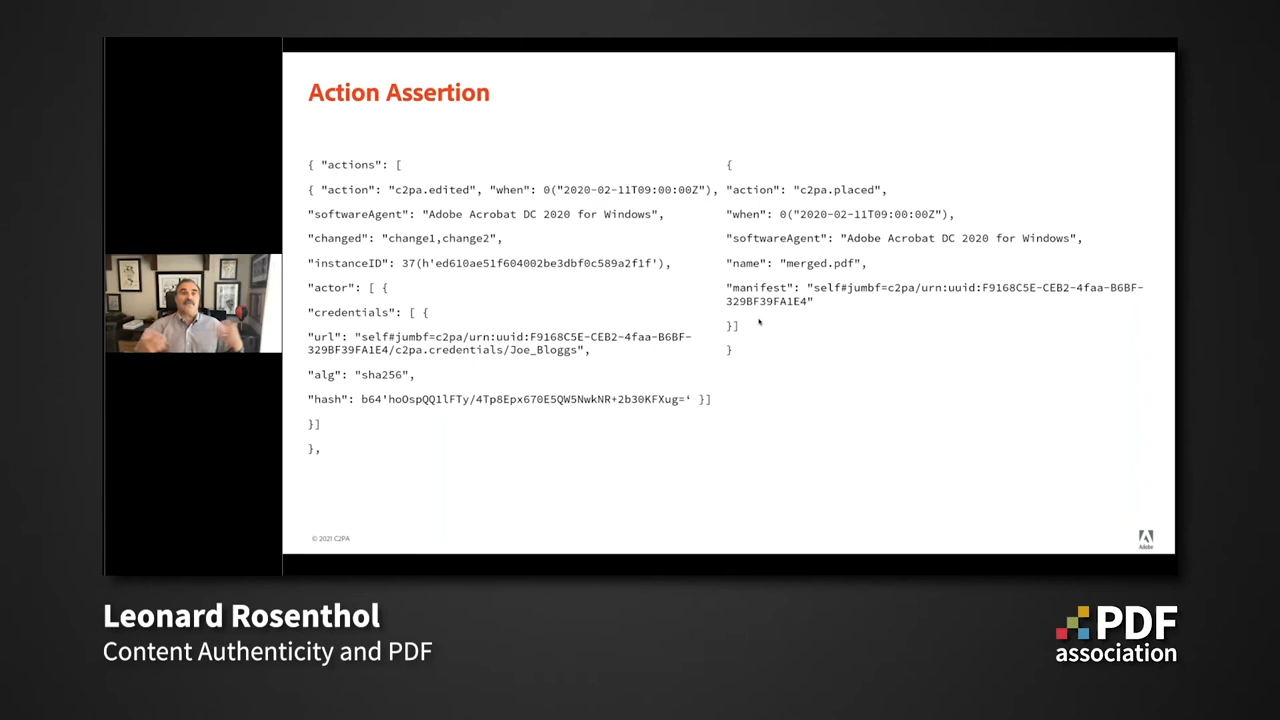 Action Assertion
{ "actions": [
{ "action": "c2pa.edited", "when": 0("2020-02-11T09:00:00Z"),
"softwareAgent": "Adobe Acrobat DC 2020 for Windows",
"changed": "change1,change2",
"instanceID": 37(h'ed610ae51f604002be3dbf0c589a2f1f'),
"actor": [ {
"credentials": [ {
"url": "self#jumbf=c2pa/urn:uuid:F9168C5E-CEB2-4faa-B6BF-
329BF39FA1E4/c2pa.credentials/Joe_Bloggs",
"alg": "sha256",
"hash": b64'hoOspQQ1lFTy/4Tp8Epx670E5QW5NwkNR+2b30KFXug=‘ }]
}]
},
{
"action": "c2pa.placed",
"when": 0("2020-02-11T09:00:00Z"),
"softwareAgent": "Adobe Acrobat DC 2020 for Windows",
"name": "merged.pdf",
"manifest": "self#jumbf=c2pa/urn:uuid:F9168C5E-CEB2-4faa-B6BF-
329BF39FA1E4"
}]
}
© 2021 C2PA
Adobe
Leonard Rosenthol
Content Authenticity and PDF
PDF
association